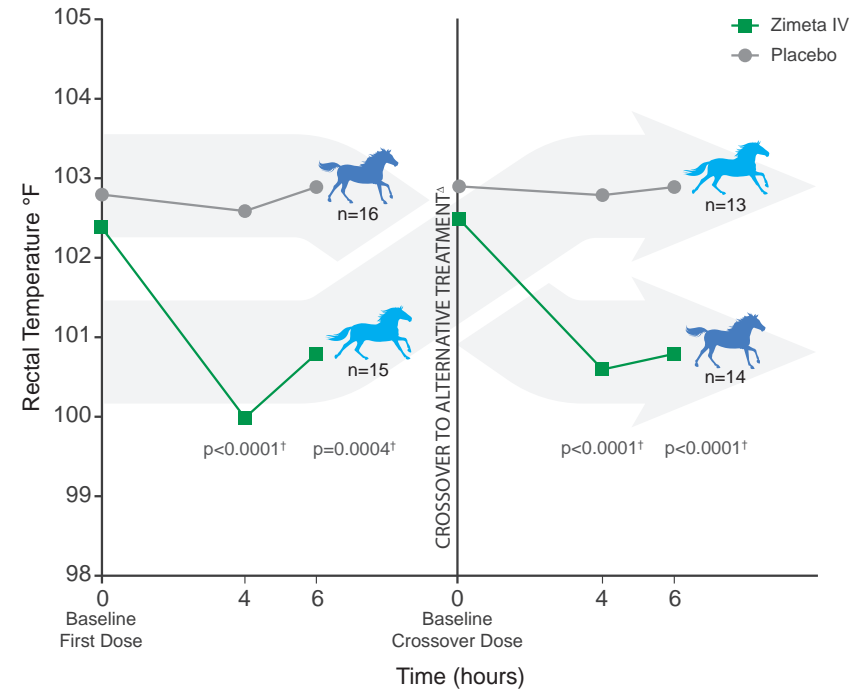 Zimeta IV
Placebo
Rectal Temperature °F
105
104
103
102
101
100
99
98
n=16
n=15
p<0.0001†
p=0.0004†
CROSSOVER TO ALTERNATIVE TREATMENTΔ
n=13
n=14
p<0.0001†
p<0.0001†
0
4
6
0
4
6
Baseline
First Dose
Baseline
Crossover Dose
Time (hours)